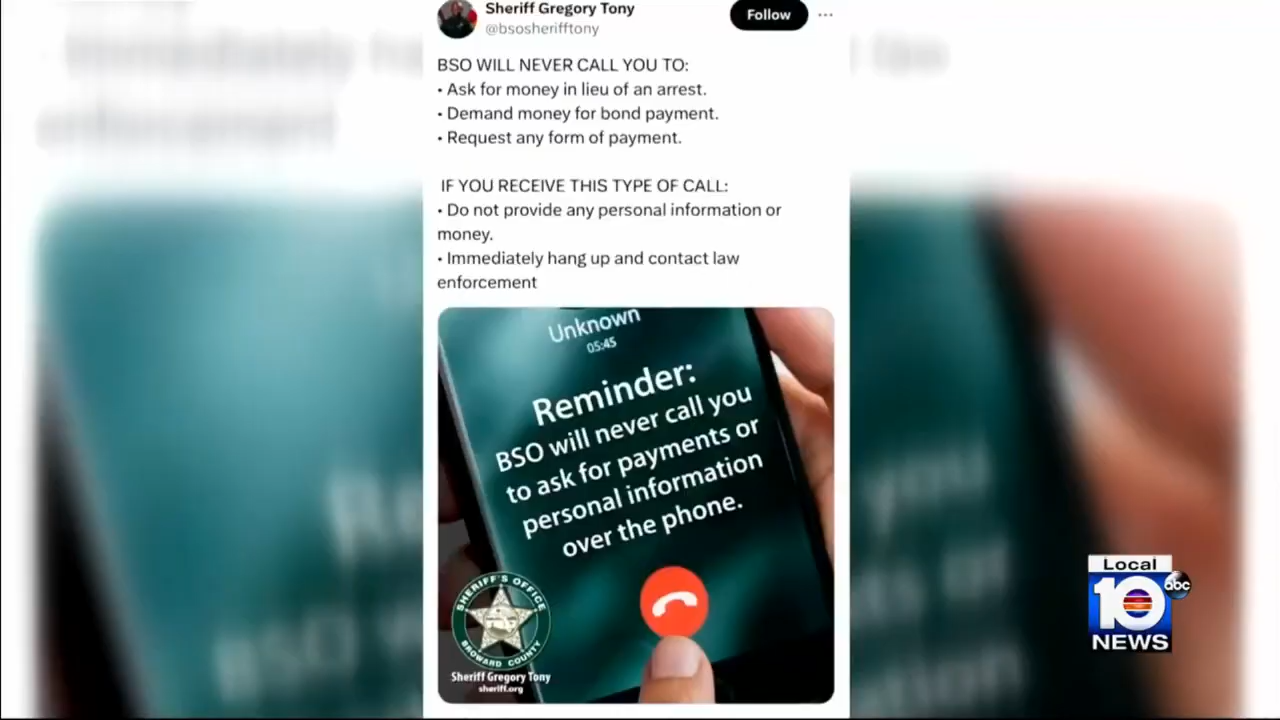 Sheriff Gregory Tony
@bsosherifftony
Follow
BSO WILL NEVER CALL YOU TO:
• Ask for money in lieu of an arrest.
• Demand money for bond payment.
• Request any form of payment.
IF YOU RECEIVE THIS TYPE OF CALL:
• Do not provide any personal information or
money.
• Immediately hang up and contact law
enforcement
Unknown
05:45
Reminder:
BSO will never call you
to ask for payments or
personal information
over the phone.
SHERIFF'S OFFICE
BROWARD COUNTY
Sheriff Gregory Tony
sheriff.org
Local
10
abc
NEWS